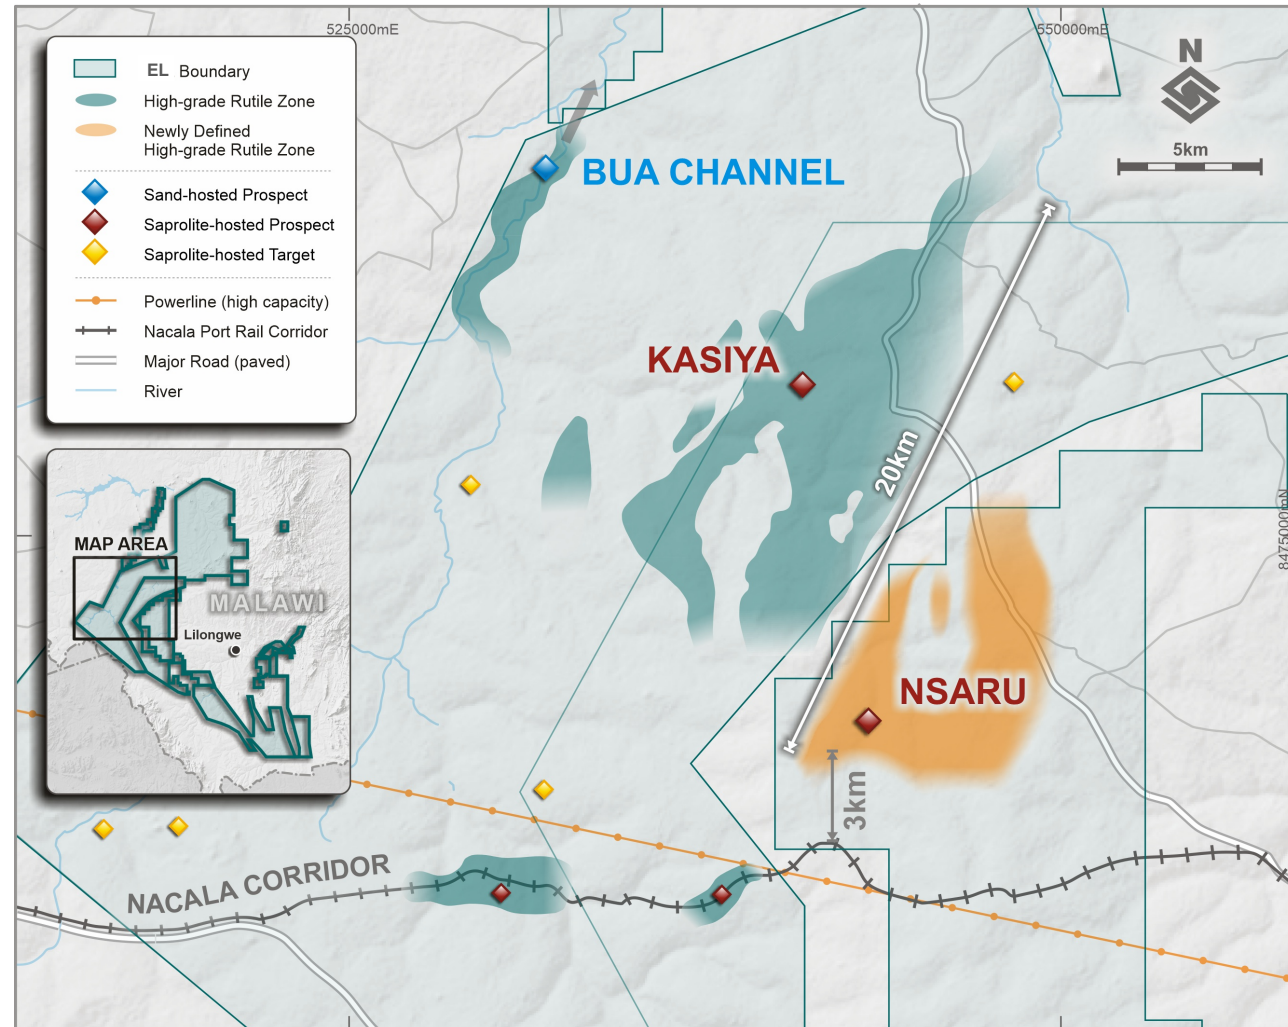 525000mE
550000mE
N
5km
EL Boundary
High-grade Rutile Zone
Newly Defined
High-grade Rutile Zone
Sand-hosted Prospect
Saprolite-hosted Prospect
Saprolite-hosted Target
Powerline (high capacity)
Nacala Port Rail Corridor
Major Road (paved)
River
BUA CHANNEL
KASIYA
20km
8475000mN
MAP AREA
MALAWI
Lilongwe
NSARU
3km
NACALA CORRIDOR